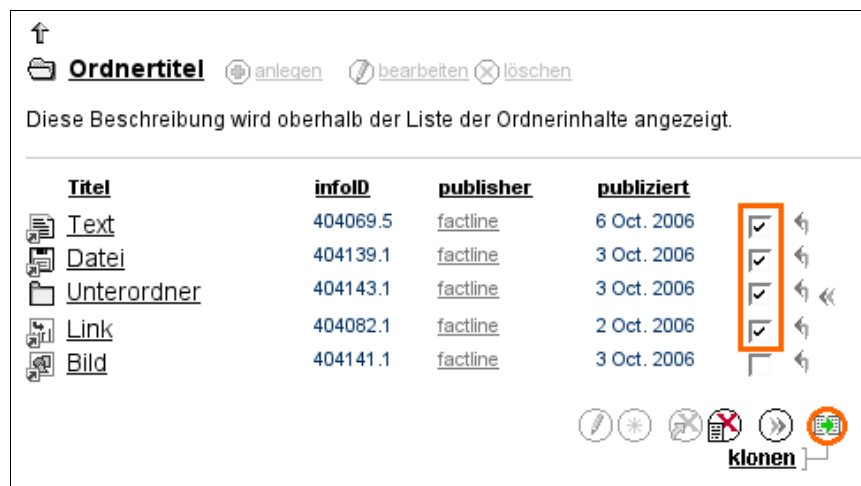 Ordnertitel anlegen bearbeiten löschen
Diese Beschreibung wird oberhalb der Liste der Ordnerinhalte angezeigt.
Titel infoID publisher publiziert
Text 404069.5 factline 6 Oct. 2006
Datei 404139.1 factline 3 Oct. 2006
Unterordner 404143.1 factline 3 Oct. 2006
Link 404082.1 factline 2 Oct. 2006
Bild 404141.1 factline 3 Oct. 2006
klonen